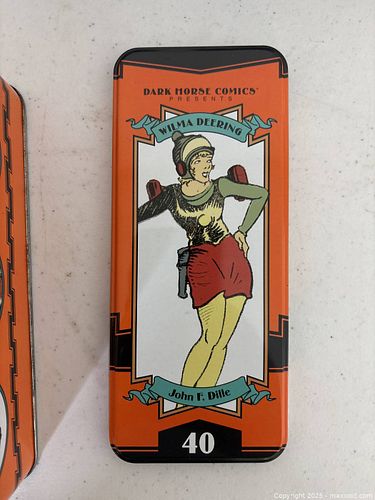 DARK HORSE COMICS®
PRESENTS
WILMA DEERING
John F. Dille
40
Copyright 2025 - maxsold.com